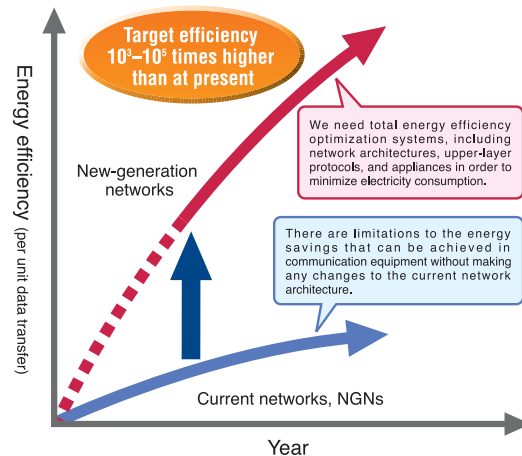 Target efficiency
10³–10⁵ times higher
than at present
Energy efficiency (per unit data transfer)
New-generation
networks
We need total energy efficiency
optimization systems, including
network architectures, upper-layer
protocols, and appliances in order to
minimize electricity consumption.
There are limitations to the energy
savings that can be achieved in
communication equipment without making
any changes to the current network
architecture.
Current networks, NGNs
Year